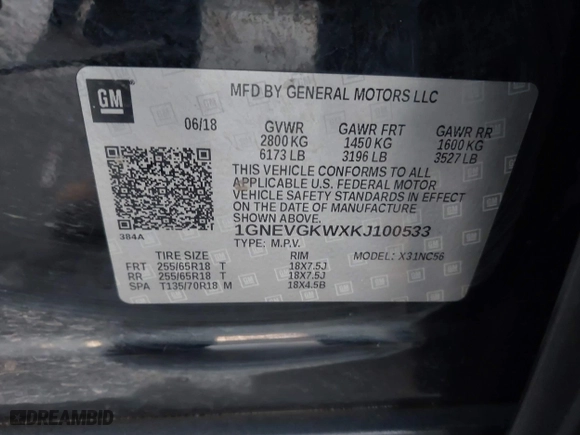 GM
MFD BY GENERAL MOTORS LLC
06/18 GVWR GAWR FRT GAWR RR
2800 KG 1450 KG 1600 KG
6173 LB 3196 LB 3527 LB
THIS VEHICLE CONFORMS TO ALL
APPLICABLE U.S. FEDERAL MOTOR
VEHICLE SAFETY STANDARDS IN EFFECT
ON THE DATE OF MANUFACTURE
SHOWN ABOVE.
384A 1GNEVGKWXKJ100533
TYPE: M.P.V. MODEL: X31NC56
TIRE SIZE RIM
FRT 255/65R18 T 18X7.5J
RR 255/65R18 T 18X7.5J
SPA T135/70R18 M 18X4.5B
DREAMBID